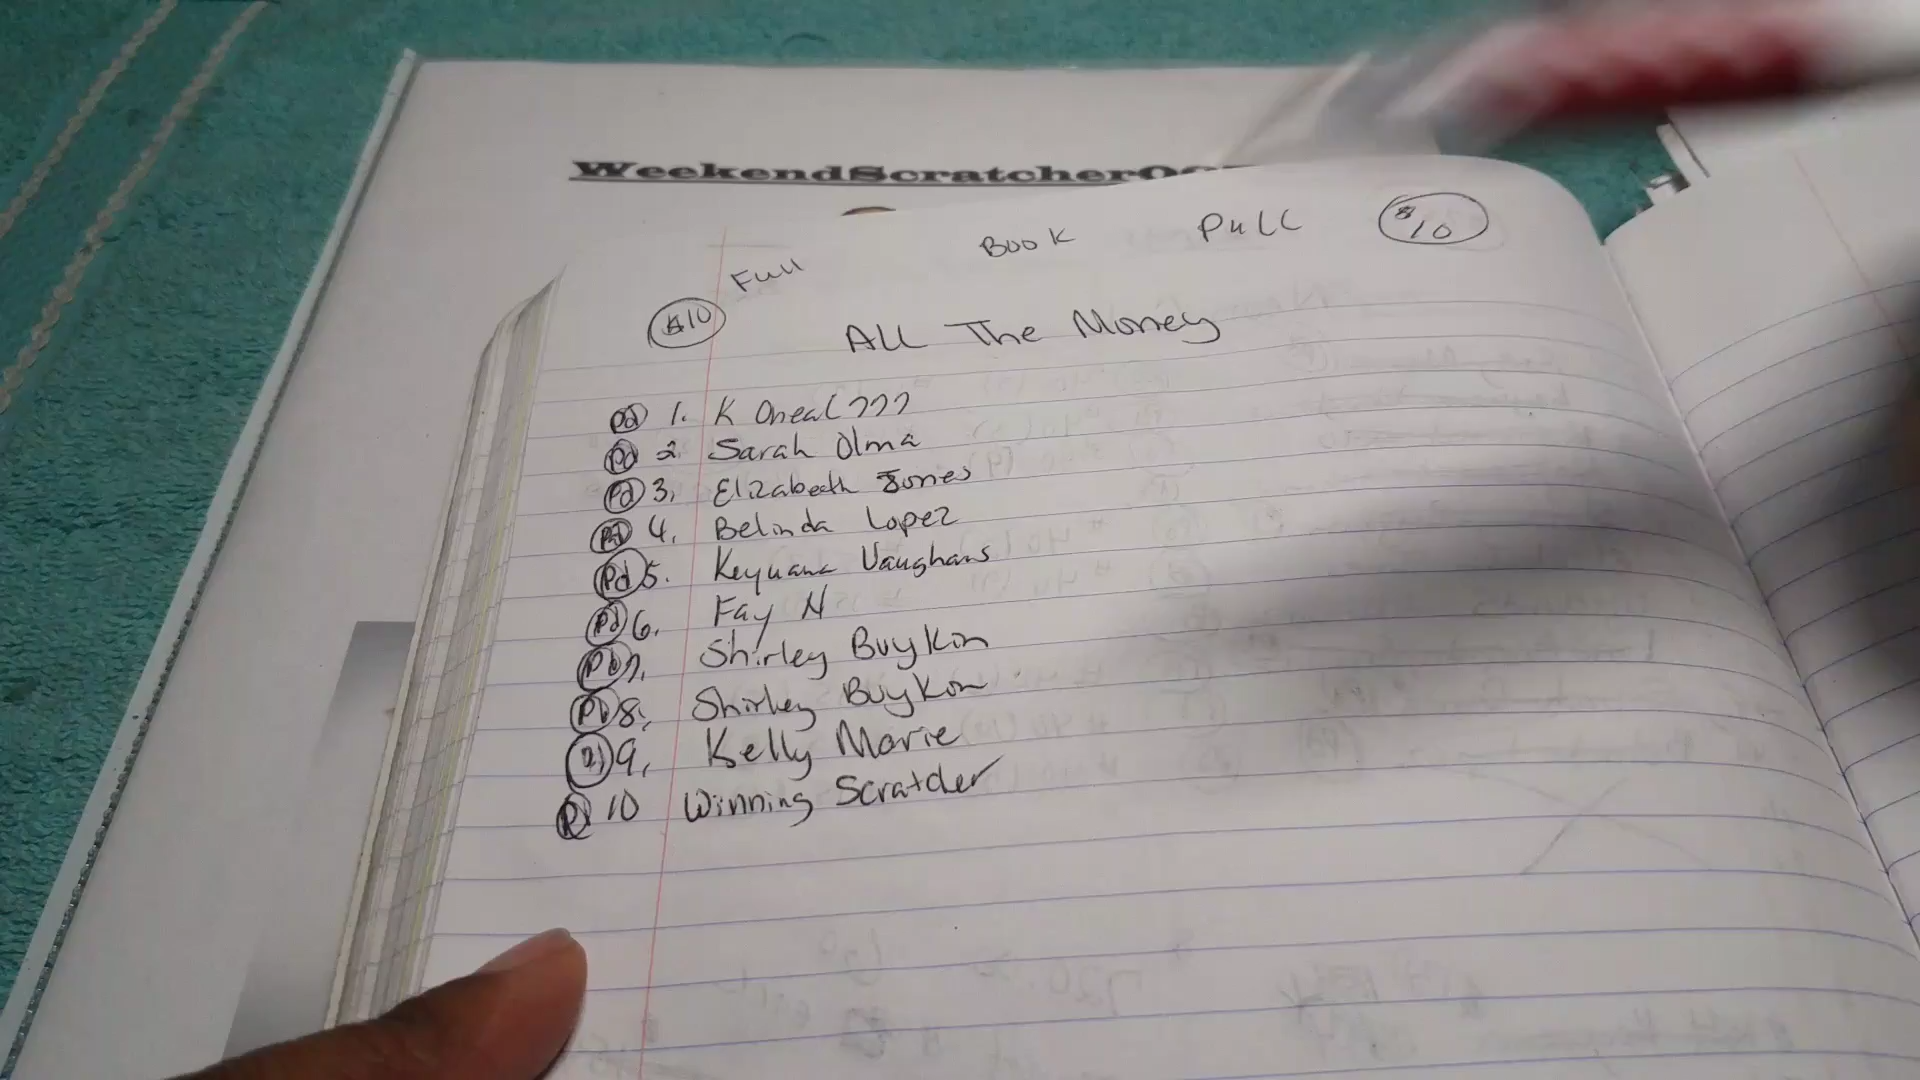 WeekendScratcher
Full Book Pull $10
$10
ALL The Money
Pd 1. K Oneal ???
Pd 2. Sarah Olma
Pd 3. Elizabeth Jones
Pd 4. Belinda Lopez
Pd 5. Keyuana Vaughans
Pd 6. Fay N
Pd 7. Shirley Buykin
Pd 8. Shirley Buykon
9. Kelly Marie
10 Winning Scratcher